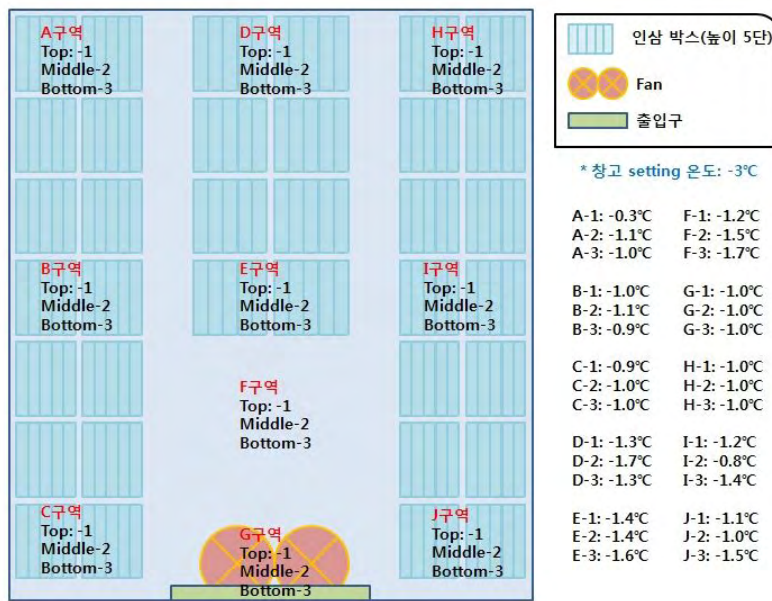 A구역
Top: -1
Middle-2
Bottom-3
D구역
Top: -1
Middle-2
Bottom-3
H구역
Top: -1
Middle-2
Bottom-3
B구역
Top: -1
Middle-2
Bottom-3
E구역
Top: -1
Middle-2
Bottom-3
I구역
Top: -1
Middle-2
Bottom-3
F구역
Top: -1
Middle-2
Bottom-3
C구역
Top: -1
Middle-2
Bottom-3
G구역
Top: -1
Middle-2
Bottom-3
J구역
Top: -1
Middle-2
Bottom-3
인삼 박스(높이 5단)
Fan
출입구
* 창고 setting 온도: -3℃
A-1: -0.3℃ F-1: -1.2℃
A-2: -1.1℃ F-2: -1.5℃
A-3: -1.0℃ F-3: -1.7℃
B-1: -1.0℃ G-1: -1.0℃
B-2: -1.1℃ G-2: -1.0℃
B-3: -0.9℃ G-3: -1.0℃
C-1: -0.9℃ H-1: -1.0℃
C-2: -1.0℃ H-2: -1.0℃
C-3: -1.0℃ H-3: -1.0℃
D-1: -1.3℃ I-1: -1.2℃
D-2: -1.7℃ I-2: -0.8℃
D-3: -1.3℃ I-3: -1.4℃
E-1: -1.4℃ J-1: -1.1℃
E-2: -1.4℃ J-2: -1.0℃
E-3: -1.6℃ J-3: -1.5℃